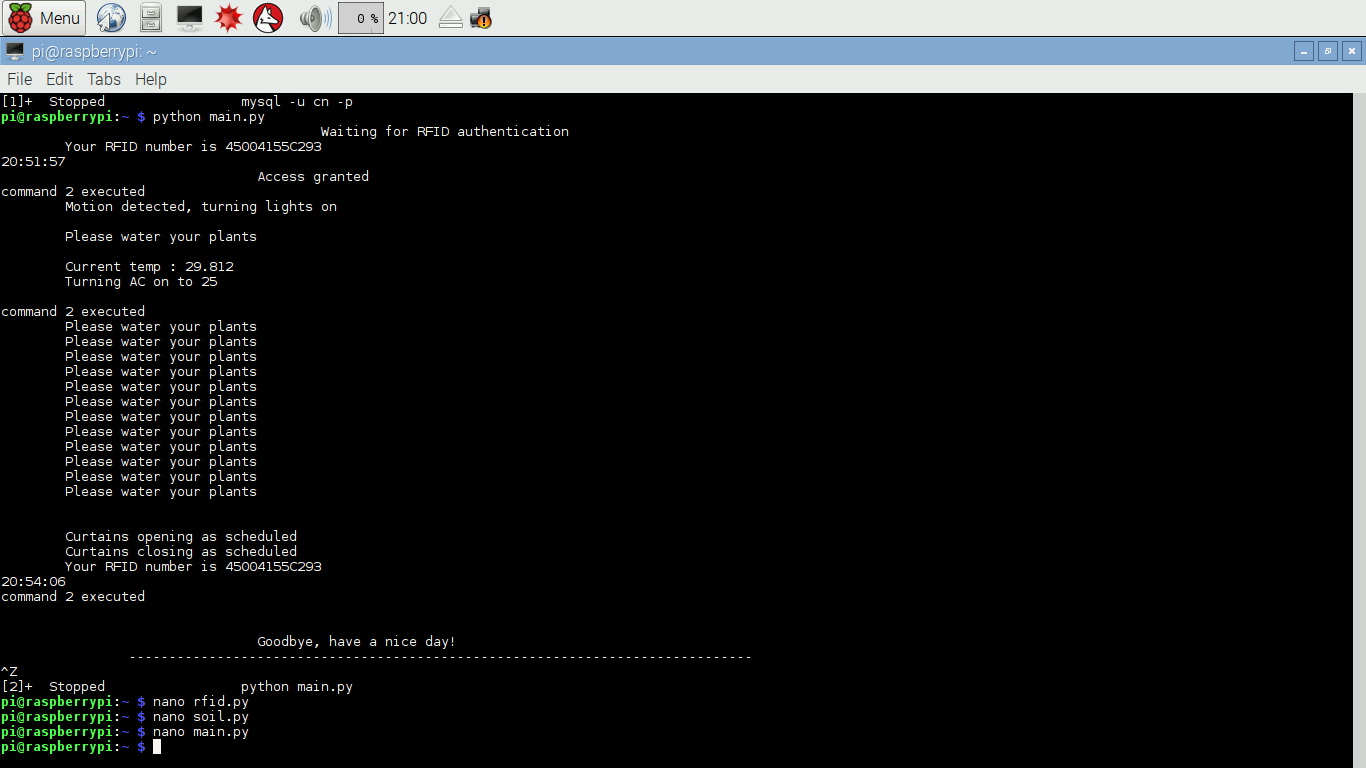 Menu 0 % 21:00
pi@raspberrypi: ~
File Edit Tabs Help
[1]+  Stopped                 mysql -u cn -p
pi@raspberrypi:~ $ python main.py
Waiting for RFID authentication
Your RFID number is 45004155C293
20:51:57
Access granted
command 2 executed
Motion detected, turning lights on
Please water your plants
Current temp : 29.812
Turning AC on to 25
command 2 executed
Please water your plants
Please water your plants
Please water your plants
Please water your plants
Please water your plants
Please water your plants
Please water your plants
Please water your plants
Please water your plants
Please water your plants
Please water your plants
Please water your plants
Curtains opening as scheduled
Curtains closing as scheduled
Your RFID number is 45004155C293
20:54:06
command 2 executed
Goodbye, have a nice day!
------------------------------------------------------------------------------
^Z
[2]+  Stopped                 python main.py
pi@raspberrypi:~ $ nano rfid.py
pi@raspberrypi:~ $ nano soil.py
pi@raspberrypi:~ $ nano main.py
pi@raspberrypi:~ $